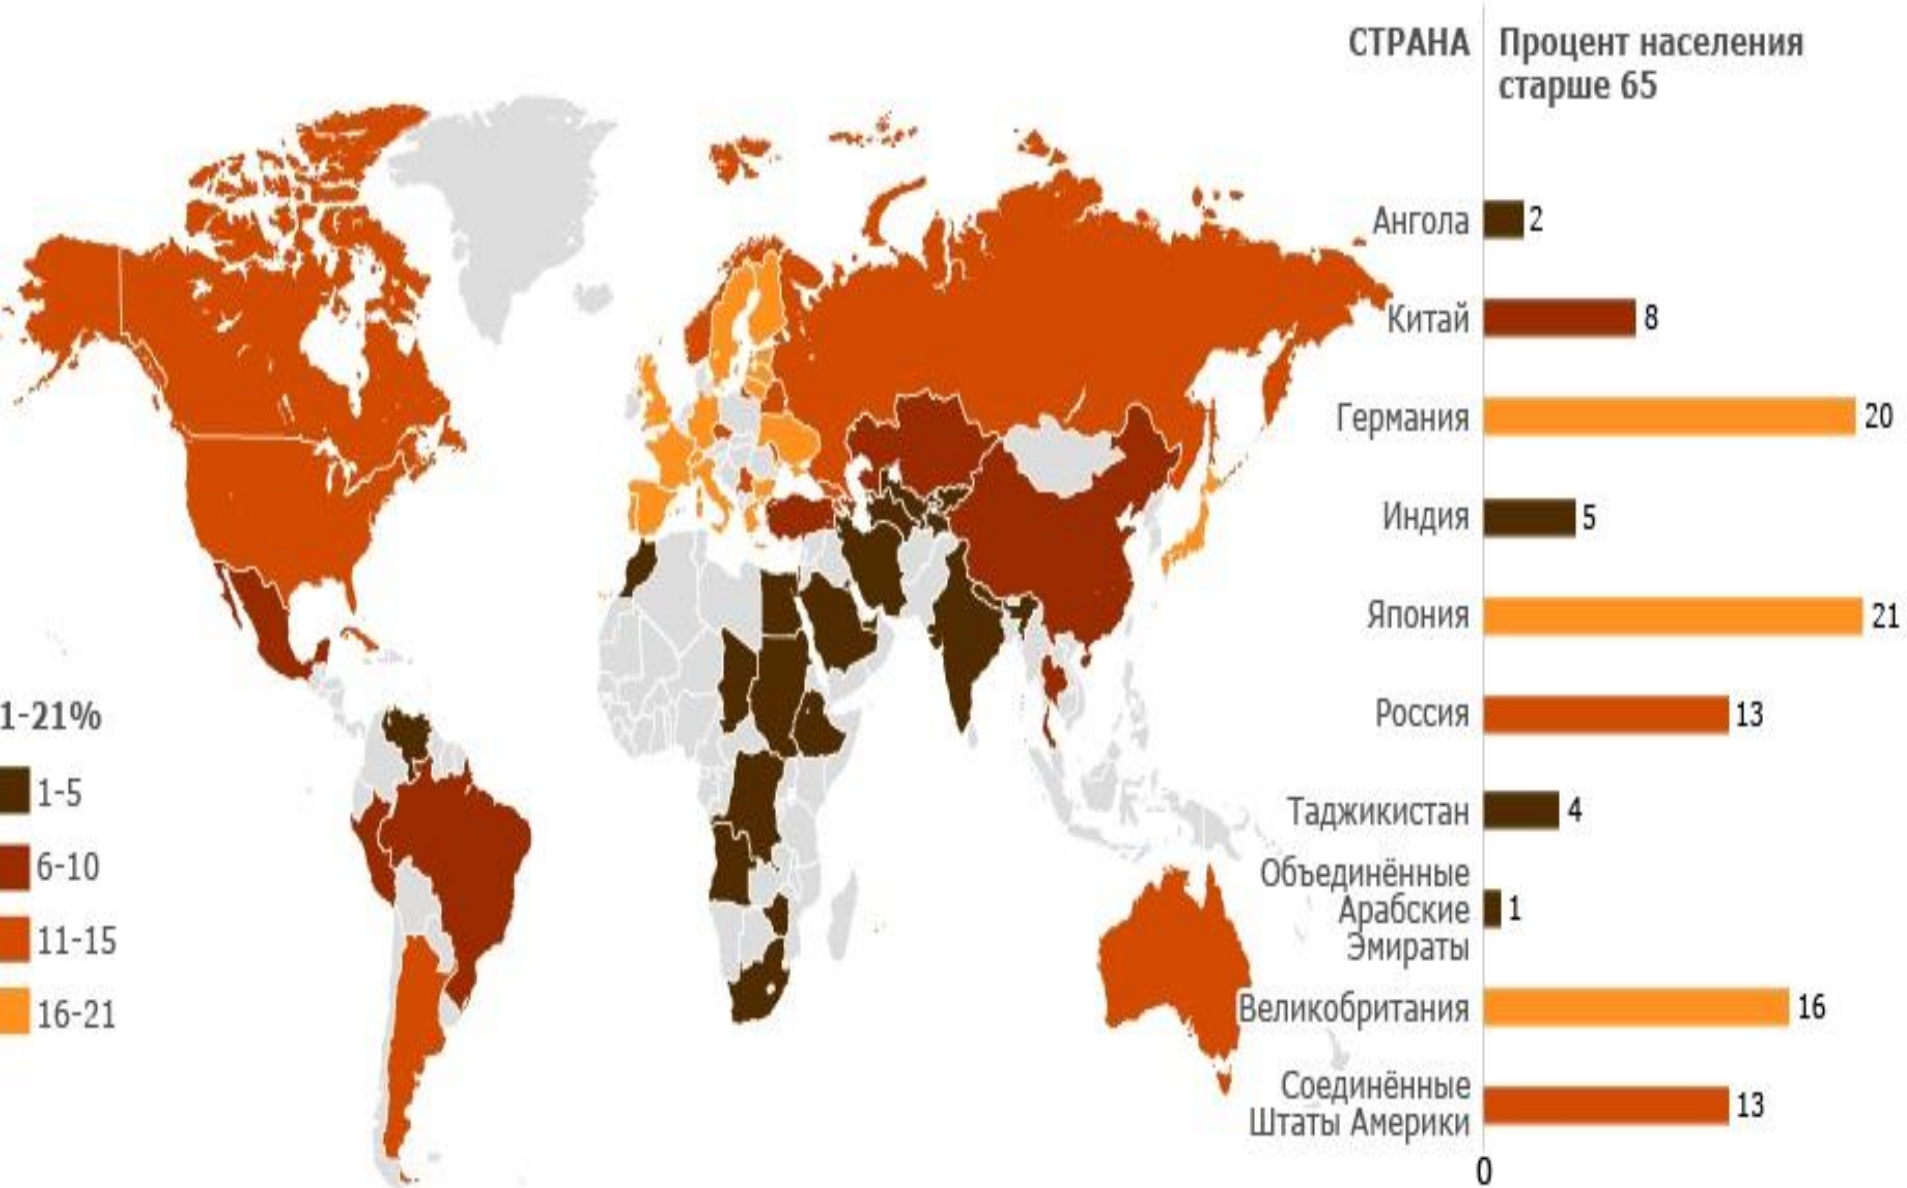 СТРАНА
Процент населения
старше 65
Ангола
2
Китай
8
Германия
20
Индия
5
Япония
21
Россия
13
Таджикистан
4
Объединённые
Арабские
Эмираты
1
Великобритания
16
Соединённые
Штаты Америки
13
0
1-21%
1-5
6-10
11-15
16-21